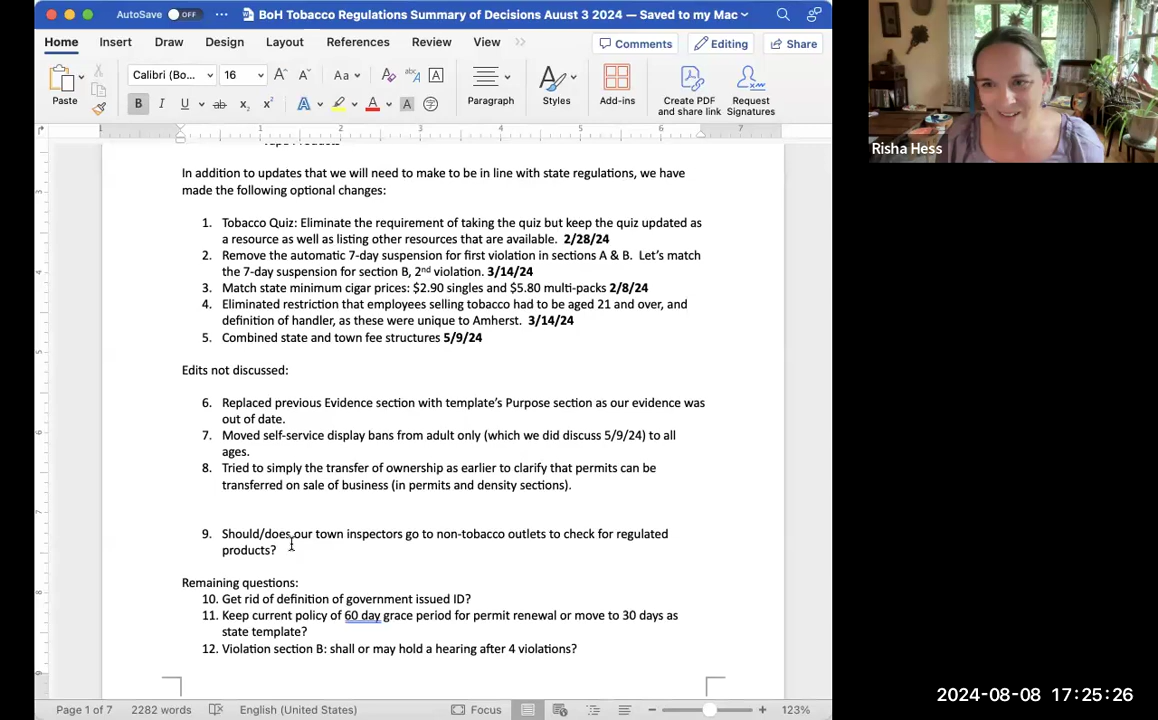 AutoSave OFF ... BoH Tobacco Regulations Summary of Decisions Auust 3 2024 — Saved to my Mac
Home Insert Draw Design Layout References Review View Comments Editing Share
Paste Calibri (Bo... 16 Paragraph Styles Add-ins Create PDF and share link Request Signatures
1 1 2 3 4 5 6 7
In addition to updates that we will need to make to be in line with state regulations, we have
made the following optional changes:
1. Tobacco Quiz: Eliminate the requirement of taking the quiz but keep the quiz updated as
a resource as well as listing other resources that are available. 2/28/24
2. Remove the automatic 7-day suspension for first violation in sections A & B. Let's match
the 7-day suspension for section B, 2nd violation. 3/14/24
3. Match state minimum cigar prices: $2.90 singles and $5.80 multi-packs 2/8/24
4. Eliminated restriction that employees selling tobacco had to be aged 21 and over, and
definition of handler, as these were unique to Amherst. 3/14/24
5. Combined state and town fee structures 5/9/24
Edits not discussed:
6. Replaced previous Evidence section with template's Purpose section as our evidence was
out of date.
7. Moved self-service display bans from adult only (which we did discuss 5/9/24) to all
ages.
8. Tried to simply the transfer of ownership as earlier to clarify that permits can be
transferred on sale of business (in permits and density sections).
9. Should/does our town inspectors go to non-tobacco outlets to check for regulated
products?
Remaining questions:
10. Get rid of definition of government issued ID?
11. Keep current policy of 60 day grace period for permit renewal or move to 30 days as
state template?
12. Violation section B: shall or may hold a hearing after 4 violations?
Page 1 of 7 2282 words English (United States) Focus 123%
Risha Hess
2024-08-08 17:25:26